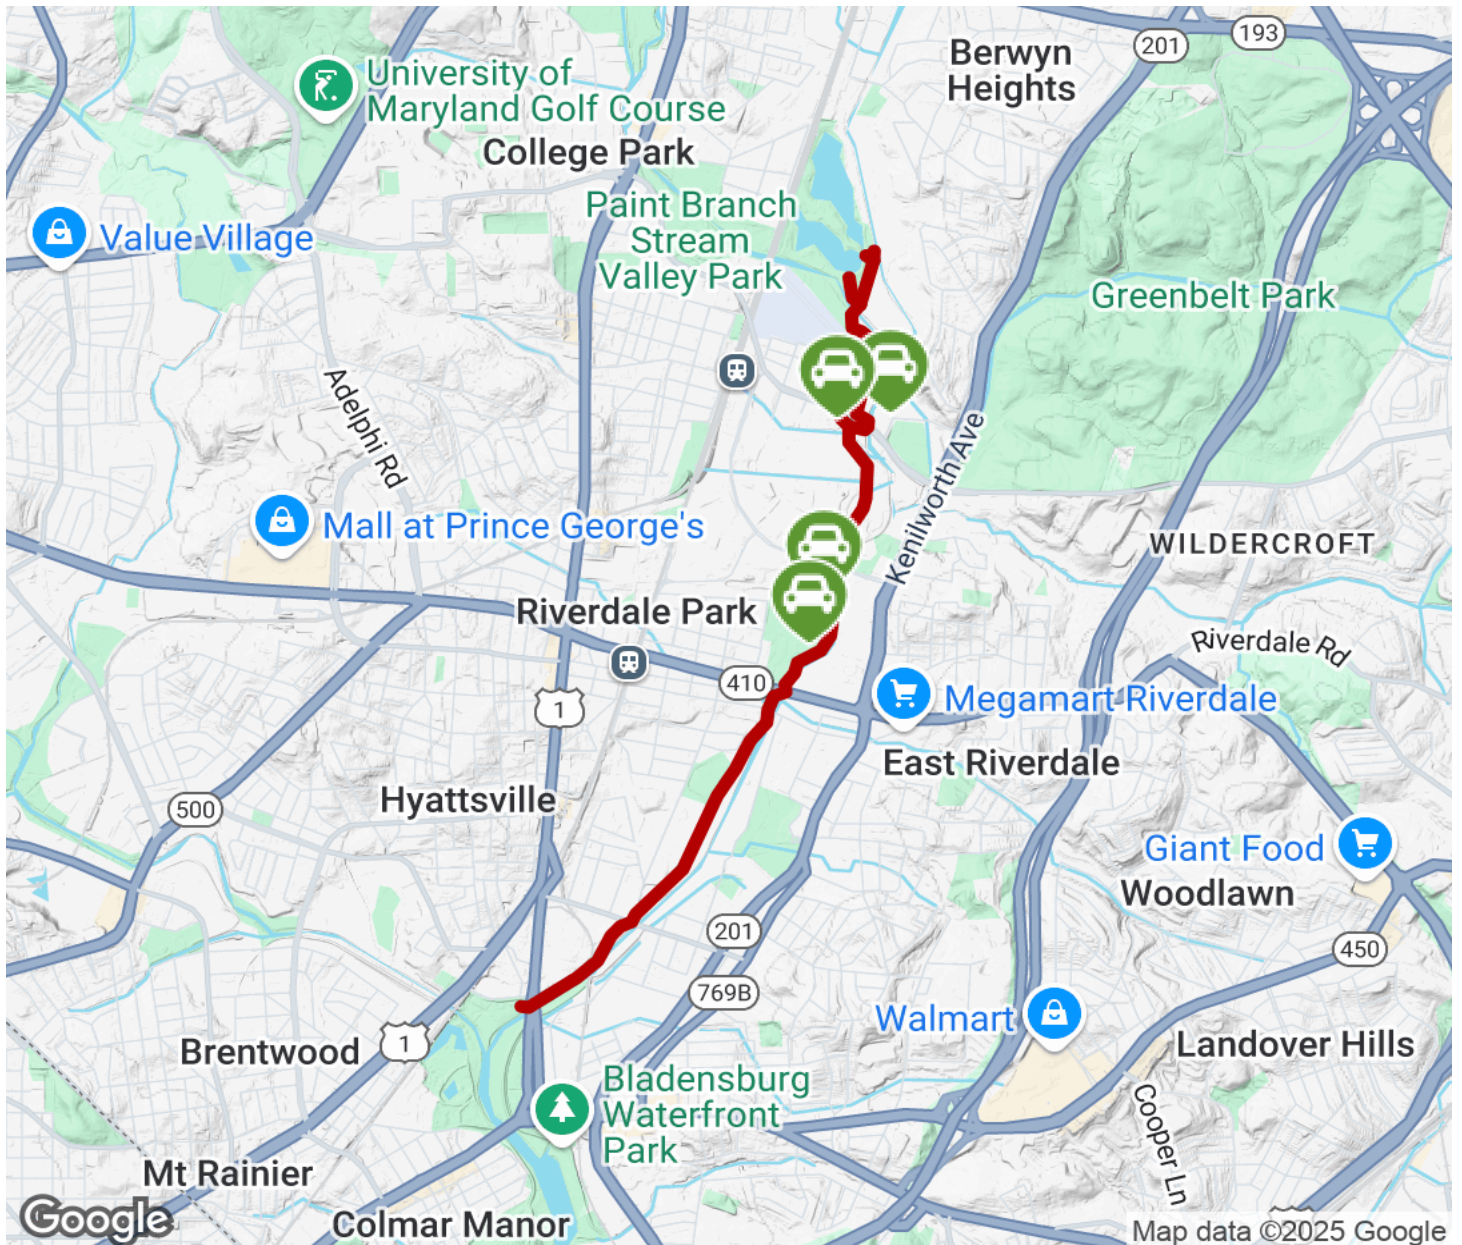 Berwyn
Heights
201
193
University of
Maryland Golf Course
College Park
Paint Branch
Stream
Valley Park
Value Village
Greenbelt Park
Adelphi Rd
Kenilworth Ave
Mall at Prince George's
WILDERCROFT
Riverdale Park
Riverdale Rd
410
1
Megamart Riverdale
East Riverdale
Hyattsville
500
Giant Food
Woodlawn
201
450
769B
Walmart
Brentwood
1
Landover Hills
Bladensburg
Waterfront
Park
Cooper Ln
Mt Rainier
Colmar Manor
Google
Map data ©2025 Google